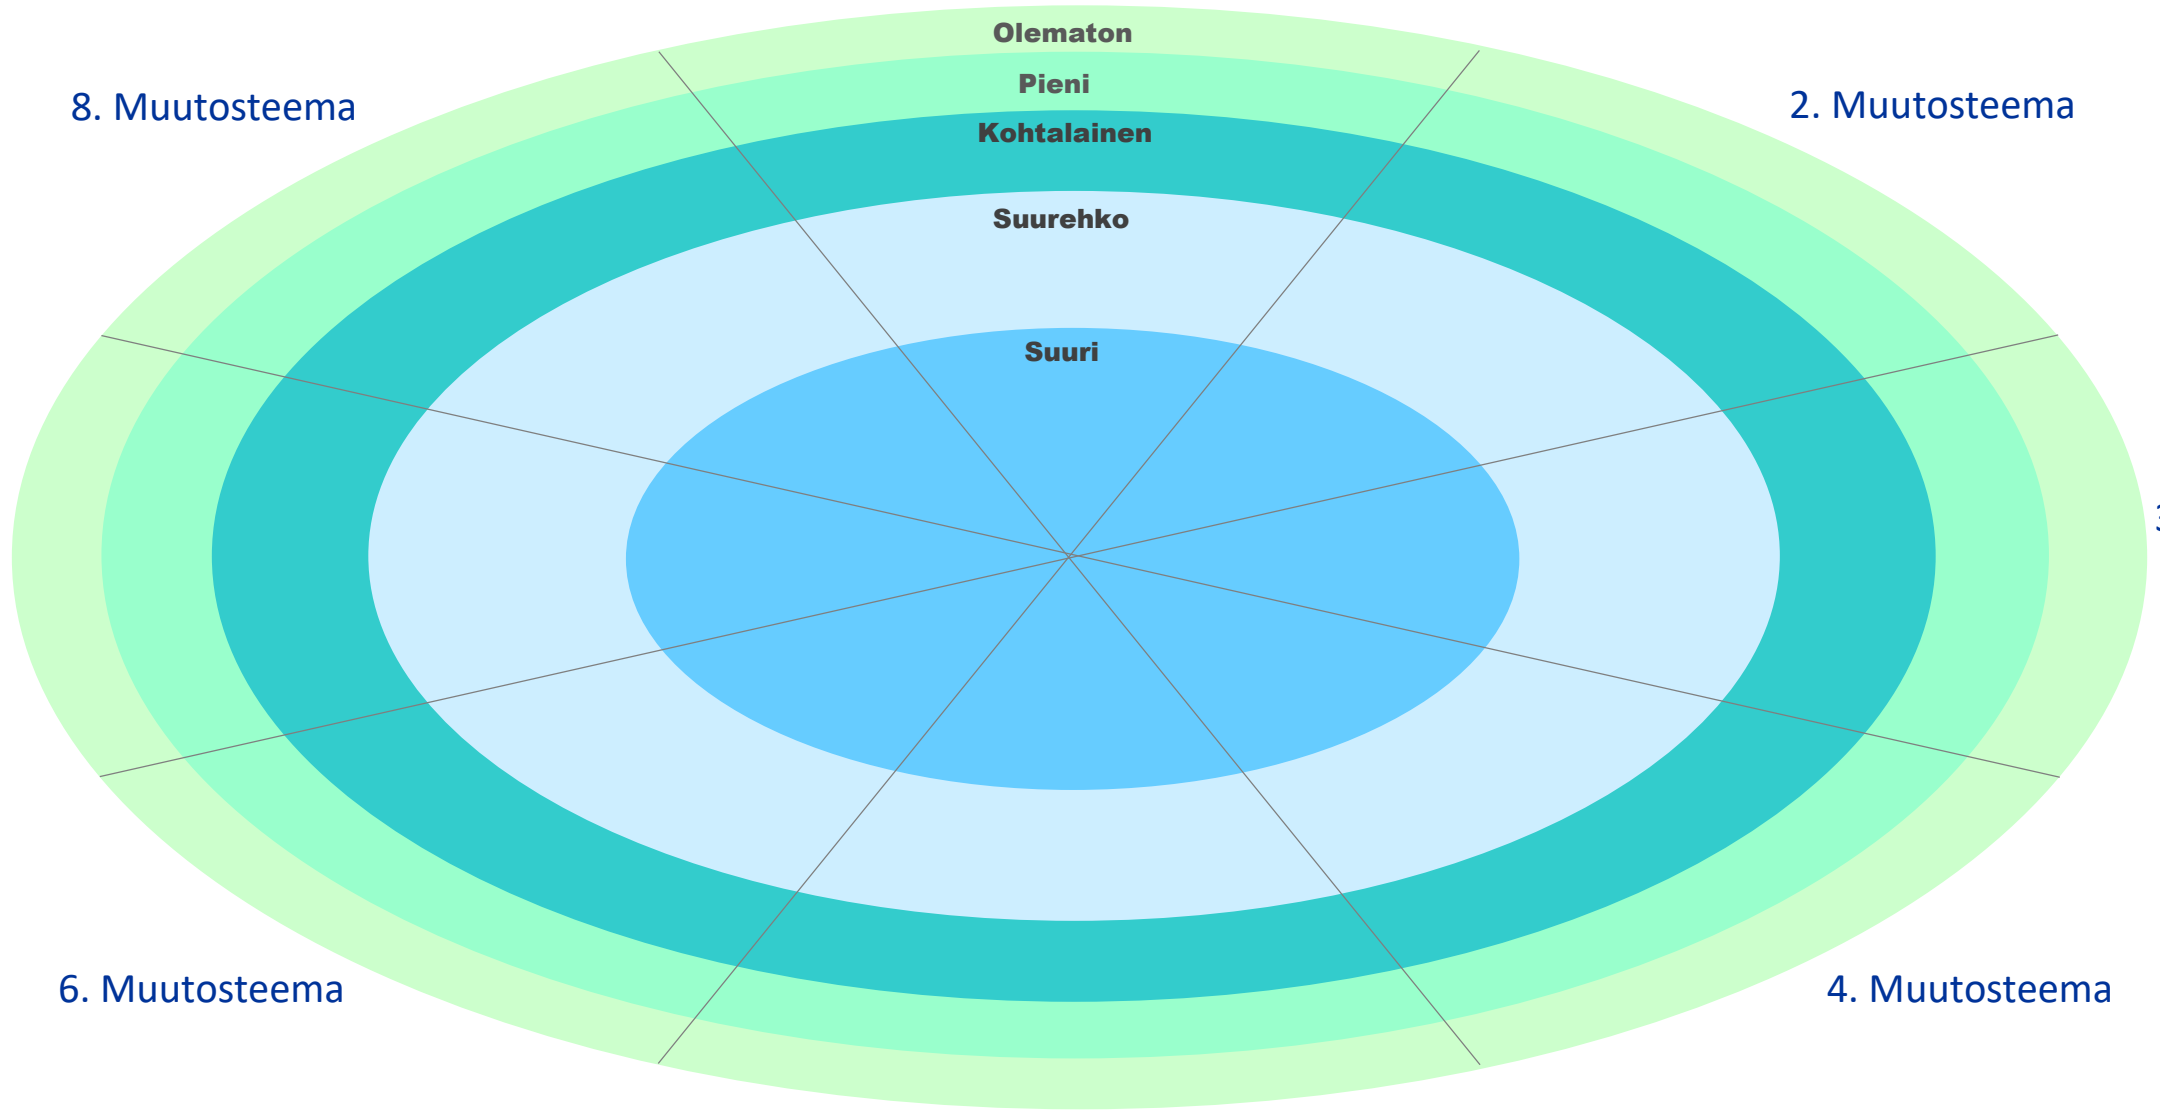 Olematon
Pieni
8. Muutosteema
2. Muutosteema
Kohtalainen
Suurehko
Suuri
6. Muutosteema
4. Muutosteema